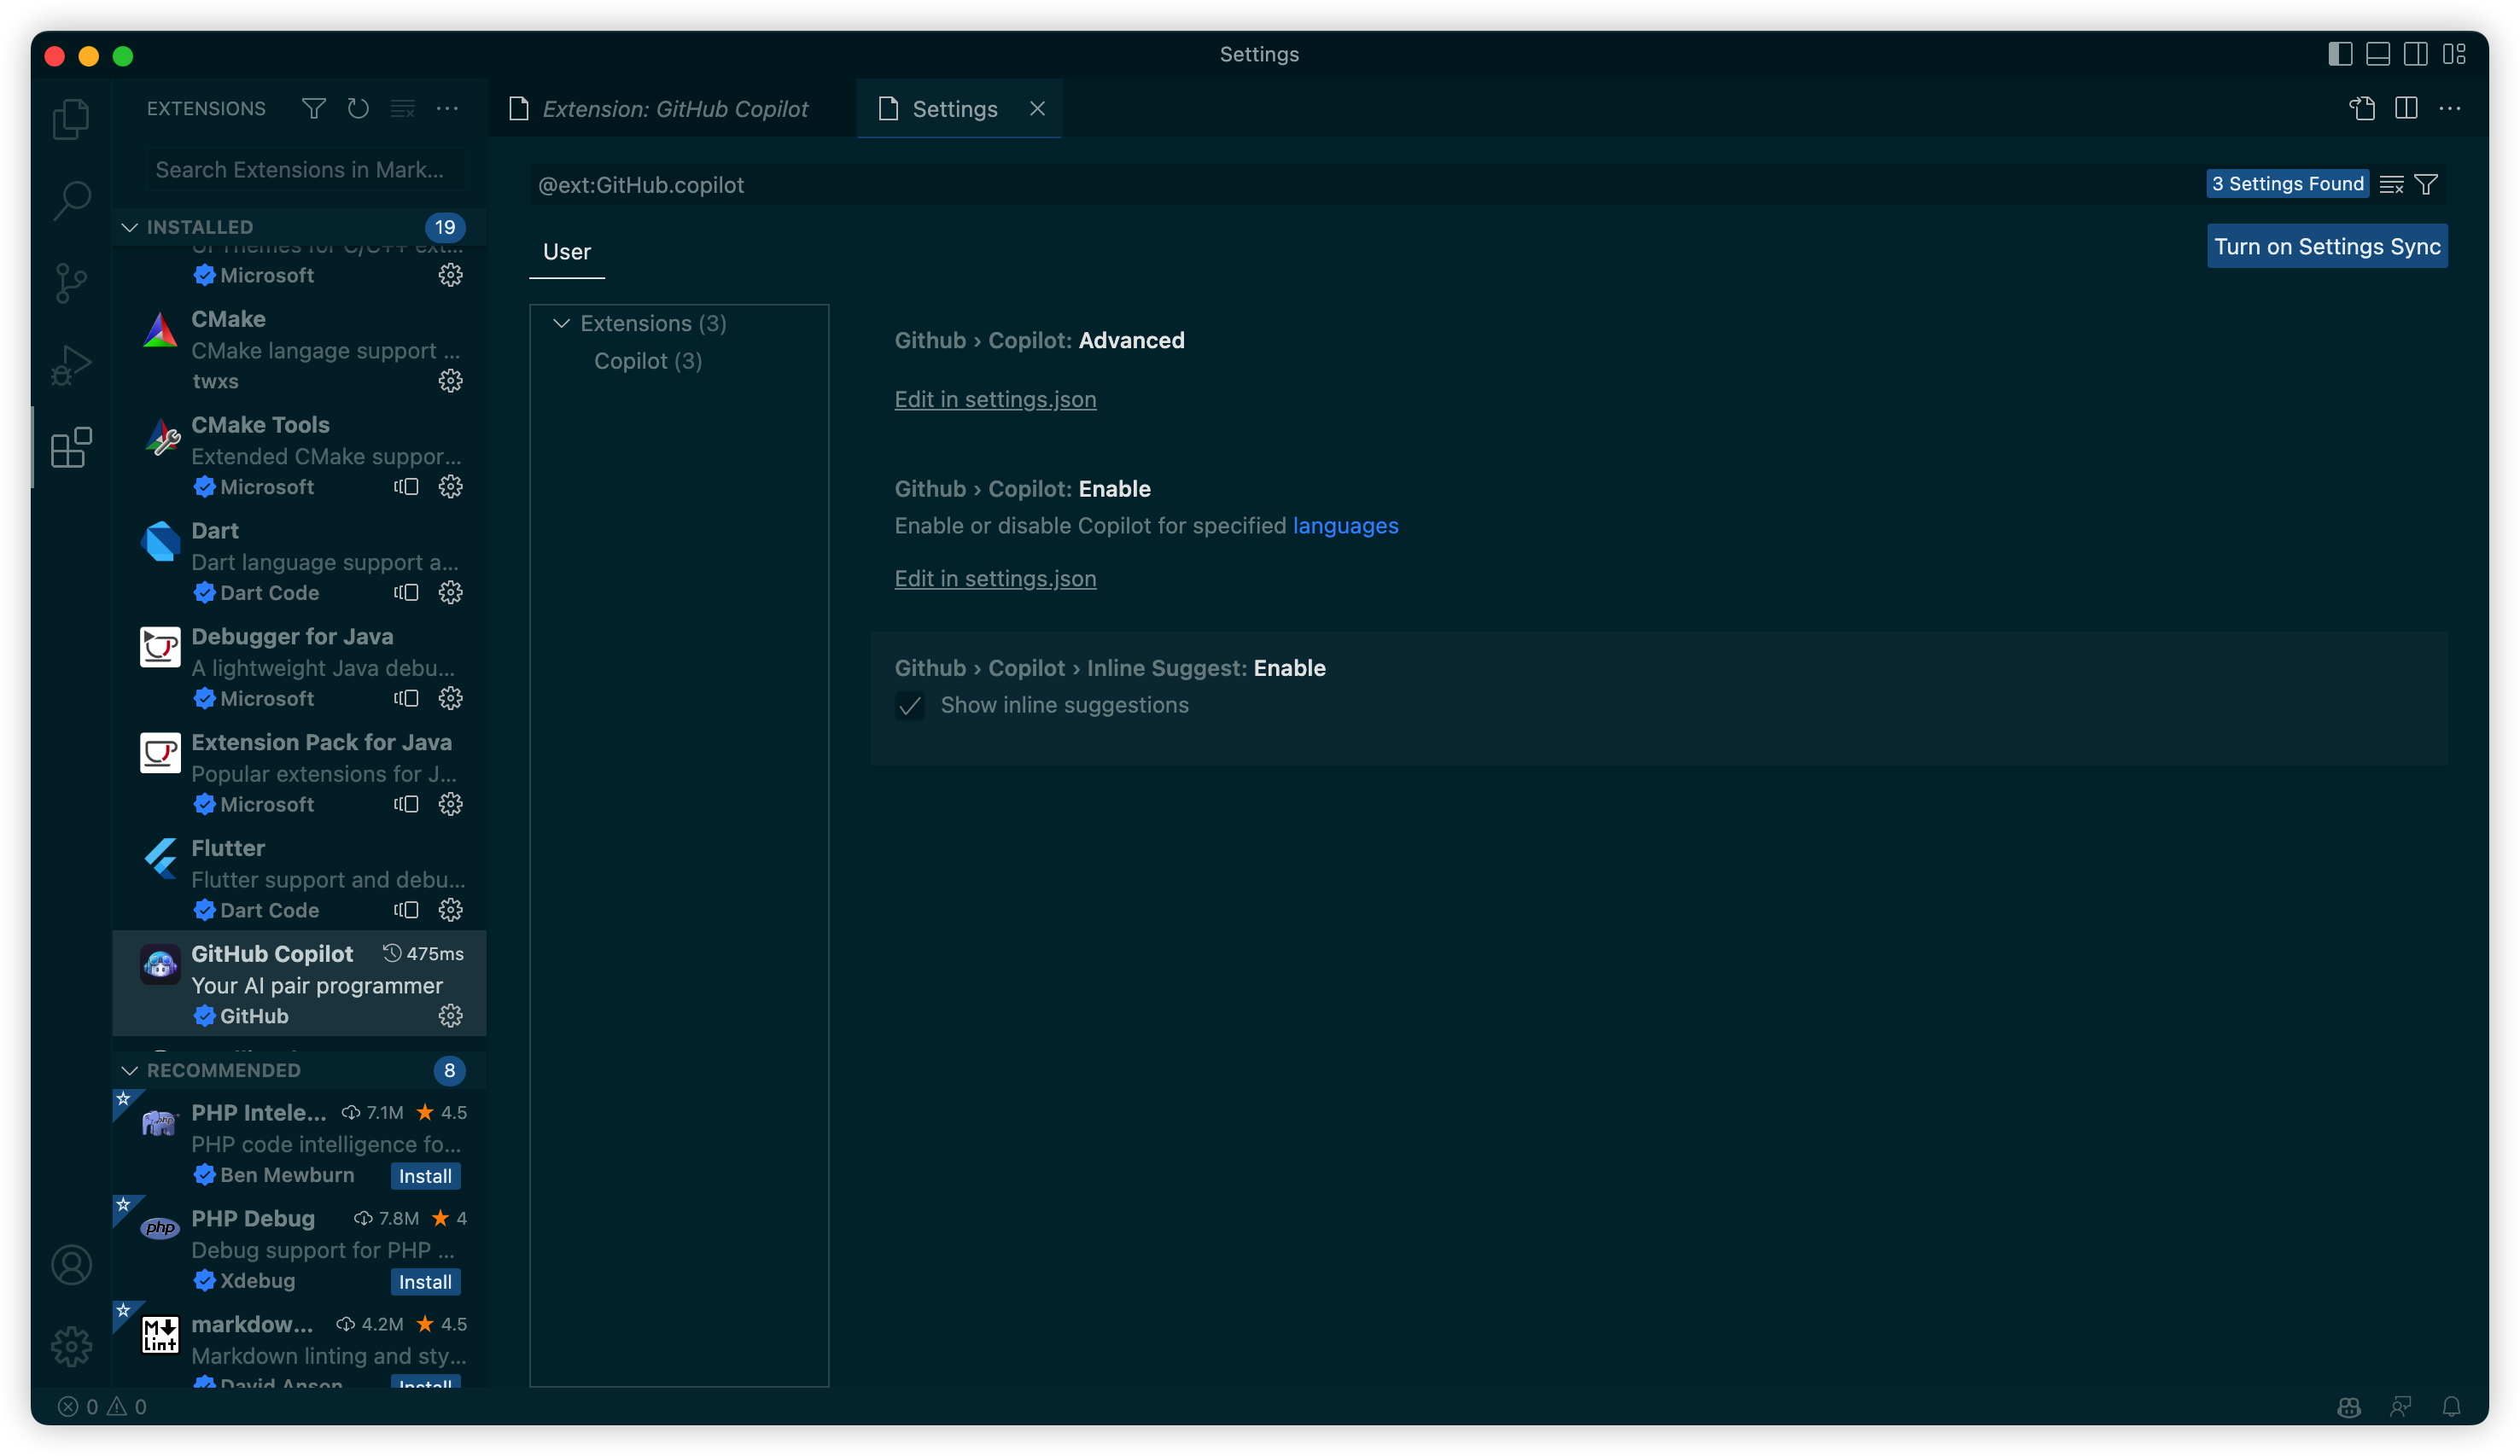 Settings
EXTENSIONS
Search Extensions in Mark...
INSTALLED 19
UI Themes for C/C++ ext...
Microsoft
CMake
CMake langage support ...
twxs
CMake Tools
Extended CMake suppor...
Microsoft
Dart
Dart language support a...
Dart Code
Debugger for Java
A lightweight Java debu...
Microsoft
Extension Pack for Java
Popular extensions for J...
Microsoft
Flutter
Flutter support and debu...
Dart Code
GitHub Copilot 475ms
Your AI pair programmer
GitHub
RECOMMENDED 8
PHP Intele... 7.1M 4.5
PHP code intelligence fo...
Ben Mewburn Install
PHP Debug 7.8M 4
php
Debug support for PHP ...
Xdebug Install
markdow... 4.2M 4.5
M
Lint
Markdown linting and sty...
David Anson Install
Extension: GitHub Copilot
Settings
@ext:GitHub.copilot
3 Settings Found
User
Turn on Settings Sync
Extensions (3)
Copilot (3)
Github › Copilot: Advanced
Edit in settings.json
Github › Copilot: Enable
Enable or disable Copilot for specified languages
Edit in settings.json
Github › Copilot › Inline Suggest: Enable
Show inline suggestions
0 0